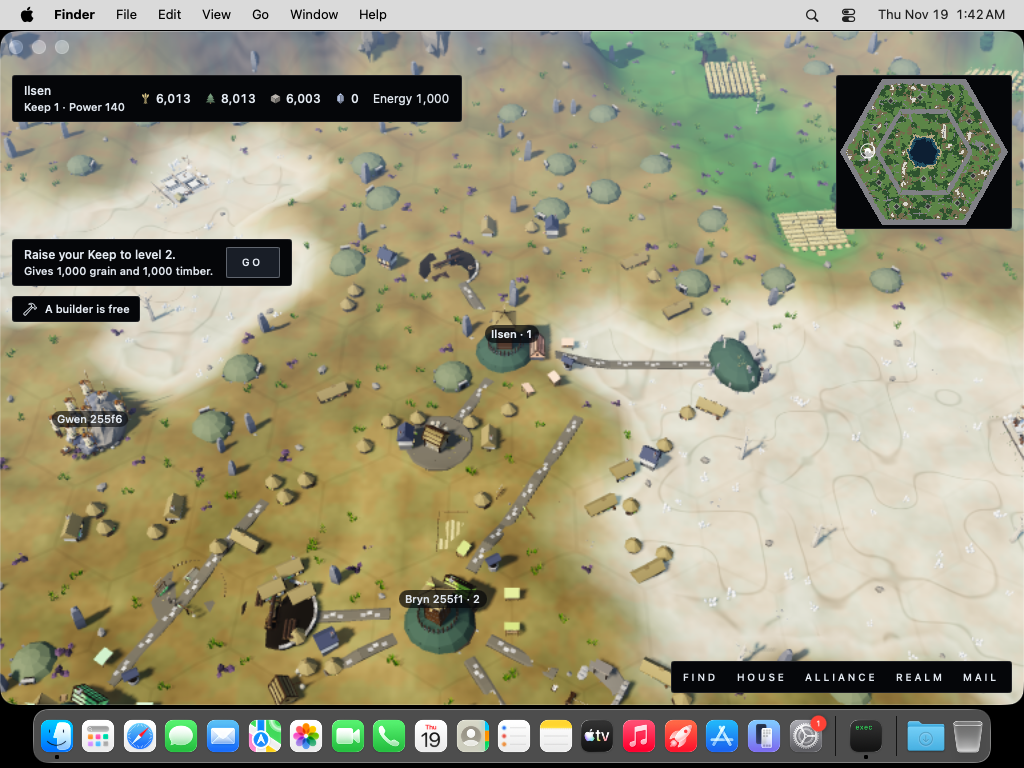 Finder File Edit View Go Window Help
Thu Nov 19 1:42 AM
Ilsen
Keep 1 · Power 140
6,013 8,013 6,003 0 Energy 1,000
Raise your Keep to level 2.
Gives 1,000 grain and 1,000 timber.
GO
A builder is free
Ilsen · 1
Gwen 255f6
Bryn 255f1 · 2
FIND HOUSE ALLIANCE REALM MAIL
Thu
19
tv
1
exec